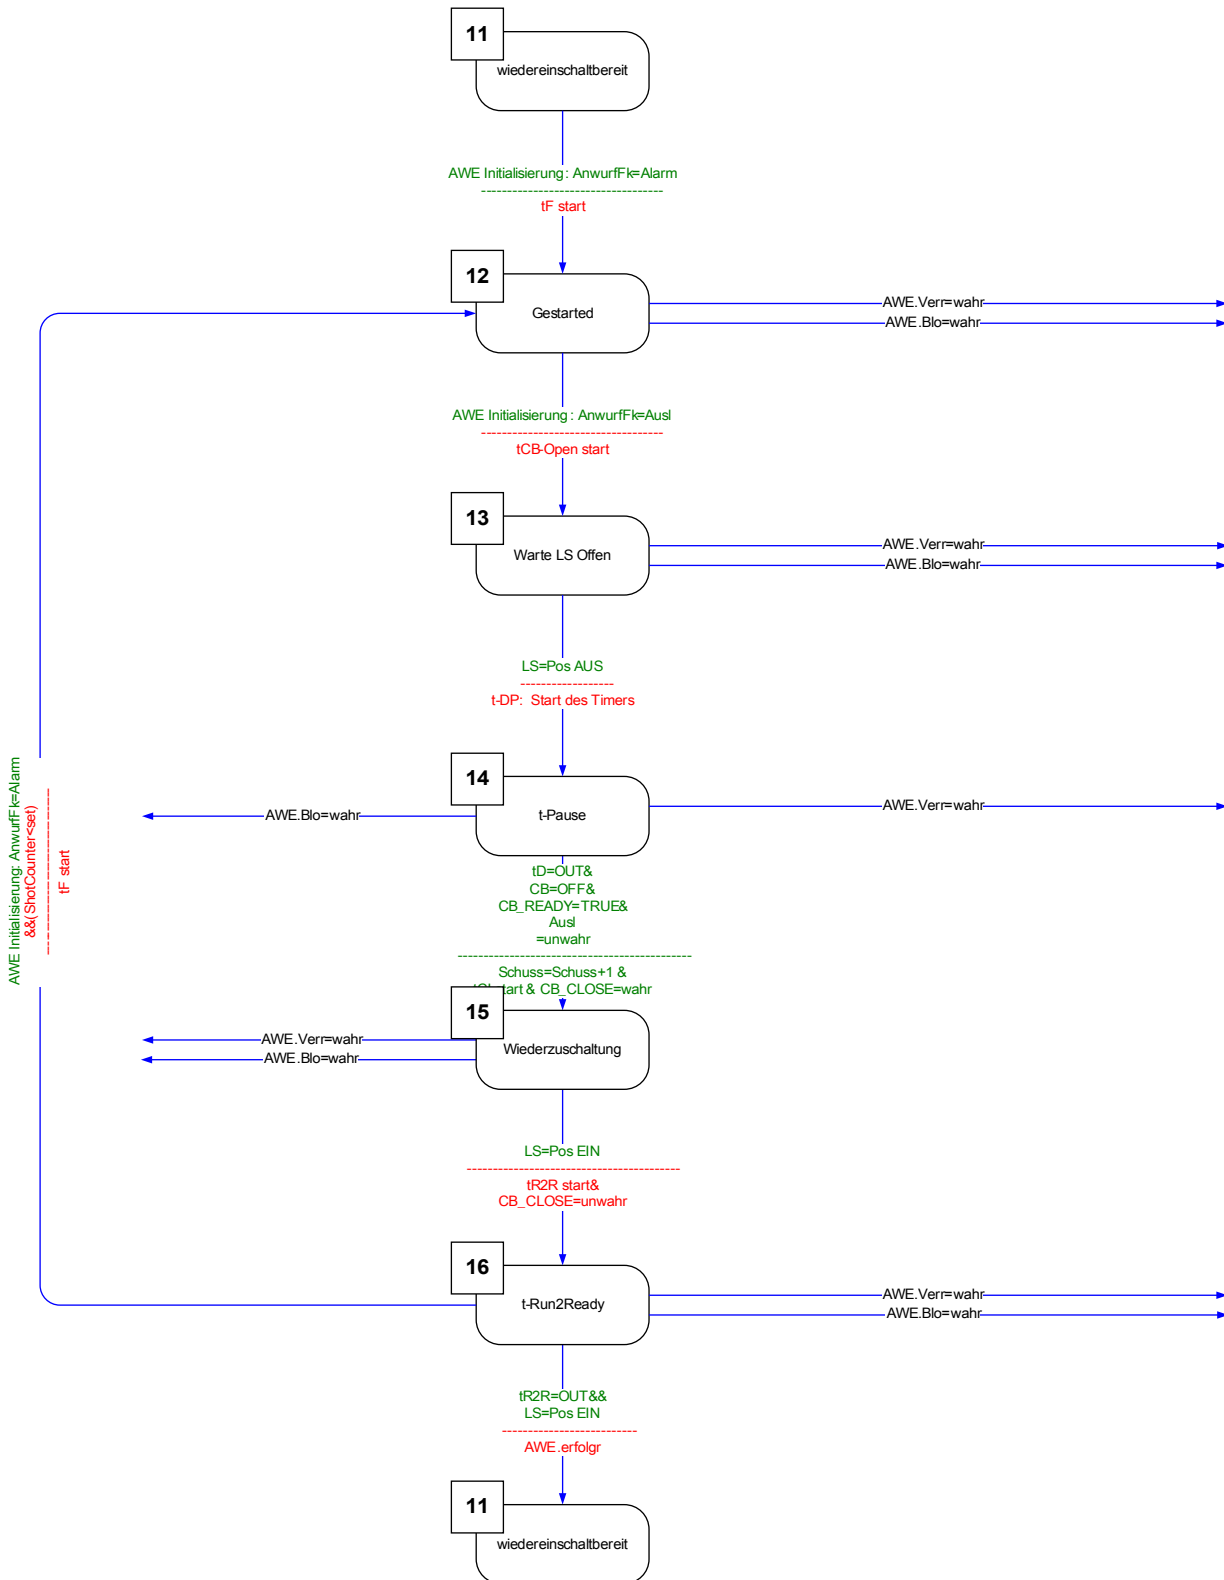 11
wiedereinschaltbereit
AWE Initialisierung: AnwurfFk=Alarm
tF start
12
Gestarted
AWE.Verr=wahr
AWE.Blo=wahr
AWE Initialisierung: AnwurfFk=Ausl
tCB-Open start
13
Warte LS Offen
AWE.Verr=wahr
AWE.Blo=wahr
LS=Pos AUS
t-DP: Start des Timers
14
t-Pause
AWE.Blo=wahr
AWE.Verr=wahr
AWE Initialisierung: AnwurfFk=Alarm
&&(ShotCounter<set)
tF start
tD=OUT&
CB=OFF&
CB_READY=TRUE&
Ausl
=unwahr
Schuss=Schuss+1 &
start & CB_CLOSE=wahr
15
Wiederzuschaltung
AWE.Verr=wahr
AWE.Blo=wahr
LS=Pos EIN
tR2R start&
CB_CLOSE=unwahr
16
t-Run2Ready
AWE.Verr=wahr
AWE.Blo=wahr
tR2R=OUT&&
LS=Pos EIN
AWE.erfolgr
11
wiedereinschaltbereit